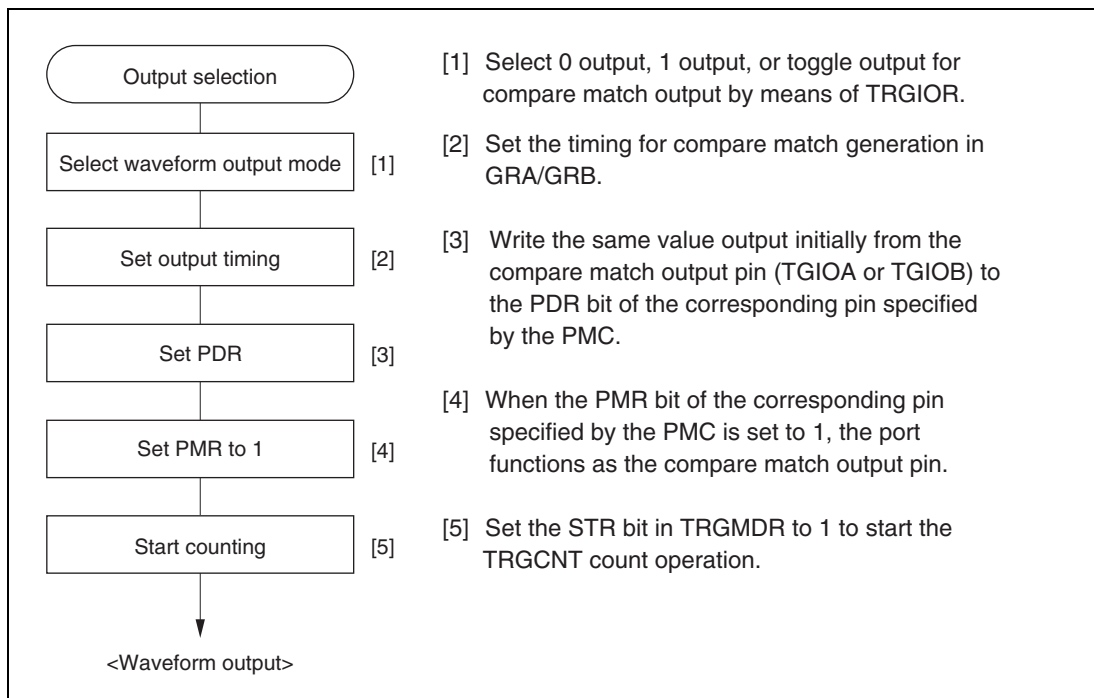 Output selection
Select waveform output mode [1]
Set output timing [2]
Set PDR [3]
Set PMR to 1 [4]
Start counting [5]
<Waveform output>
[1] Select 0 output, 1 output, or toggle output for
compare match output by means of TRGIOR.
[2] Set the timing for compare match generation in
GRA/GRB.
[3] Write the same value output initially from the
compare match output pin (TGIOA or TGIOB) to
the PDR bit of the corresponding pin specified
by the PMC.
[4] When the PMR bit of the corresponding pin
specified by the PMC is set to 1, the port
functions as the compare match output pin.
[5] Set the STR bit in TRGMDR to 1 to start the
TRGCNT count operation.